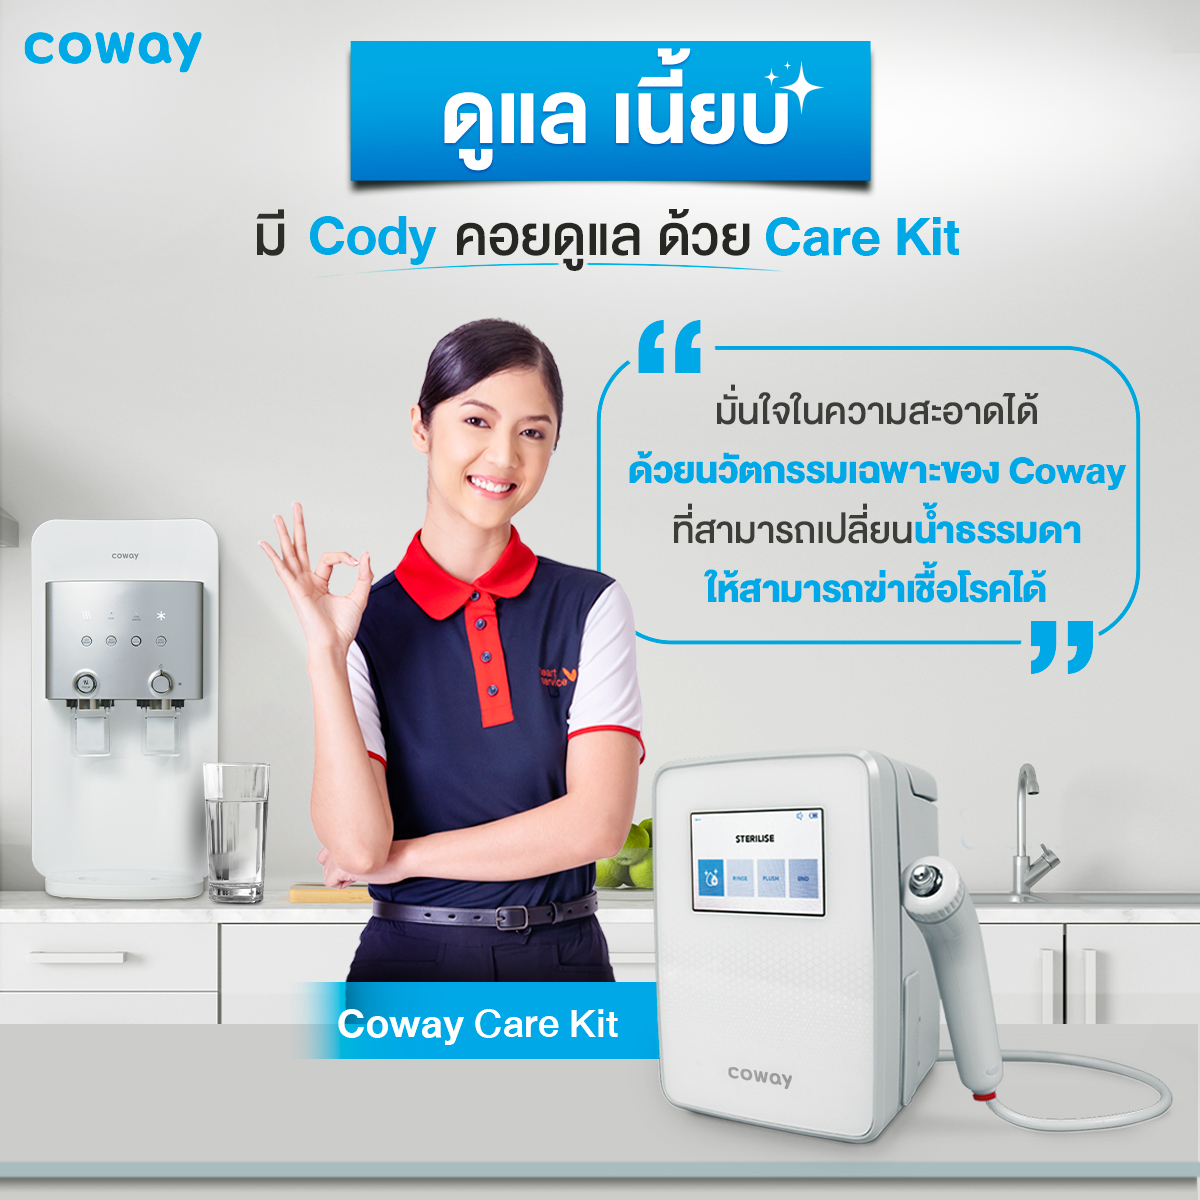 coway
ดูแล เนี้ยบ
มี Cody คอยดูแล ด้วย Care Kit
มั่นใจในความสะอาดได้
ด้วยนวัตกรรมเฉพาะของ Coway
ที่สามารถเปลี่ยนน้ำธรรมดา
ให้สามารถฆ่าเชื้อโรคได้
coway
STERILISE
RINSE FLUSH END
Coway Care Kit
coway